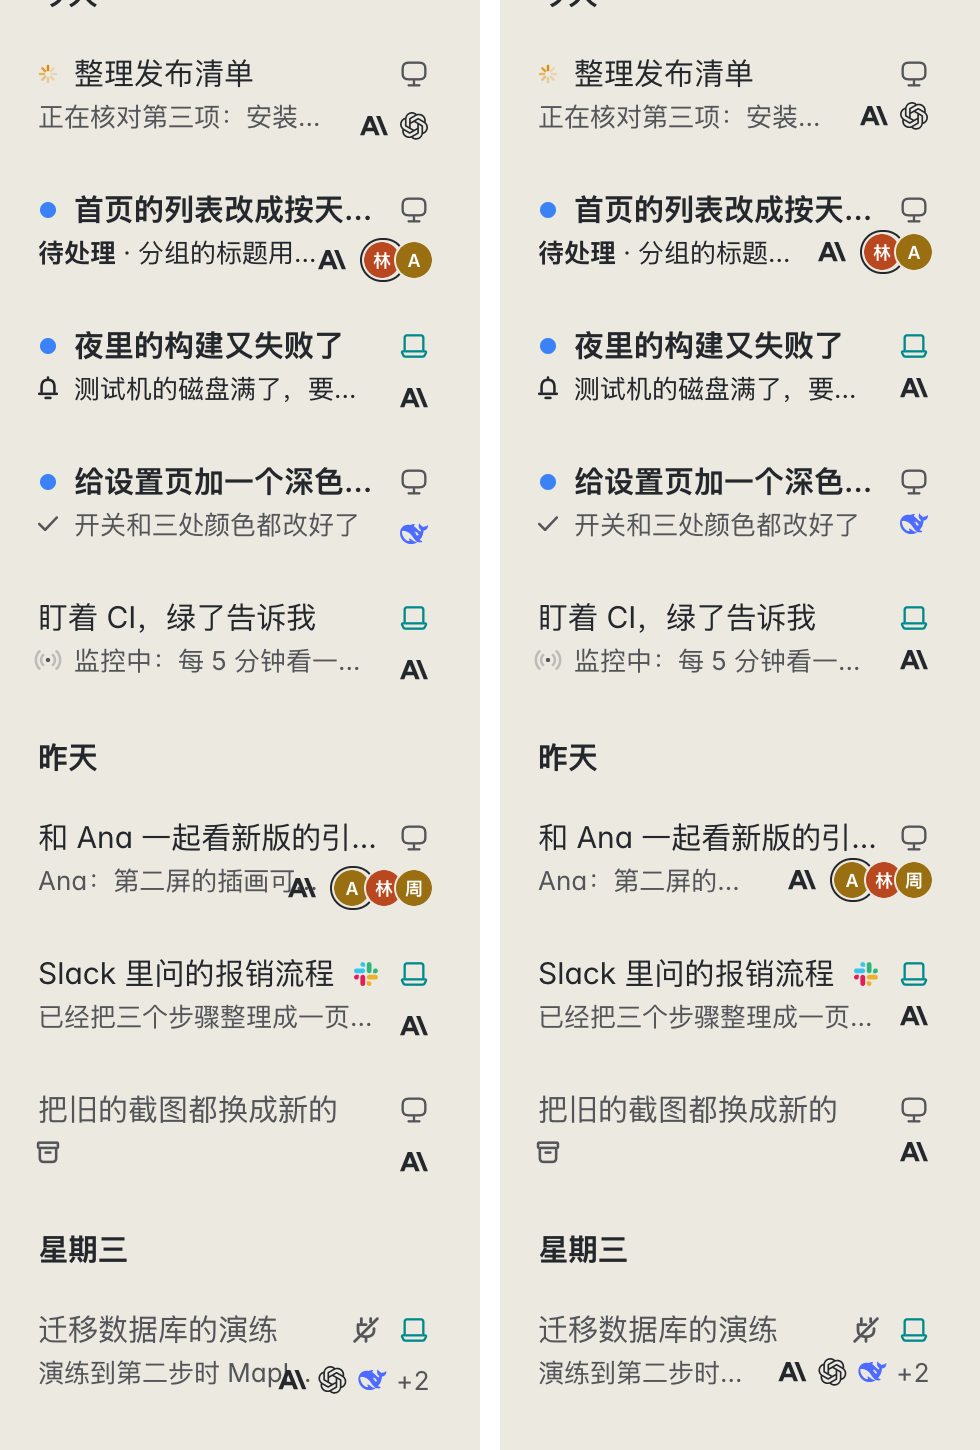 今天
整理发布清单
正在核对第三项：安装...
首页的列表改成按天...
待处理 · 分组的标题用...
林 A
夜里的构建又失败了
测试机的磁盘满了，要...
给设置页加一个深色...
开关和三处颜色都改好了
盯着 CI，绿了告诉我
监控中：每 5 分钟看一...
昨天
和 Ana 一起看新版的引...
Ana：第二屏的插画可...
A 林 周
Slack 里问的报销流程
已经把三个步骤整理成一页...
把旧的截图都换成新的
星期三
迁移数据库的演练
演练到第二步时 Mapl...
+2
今天
整理发布清单
正在核对第三项：安装...
首页的列表改成按天...
待处理 · 分组的标题...
林 A
夜里的构建又失败了
测试机的磁盘满了，要...
给设置页加一个深色...
开关和三处颜色都改好了
盯着 CI，绿了告诉我
监控中：每 5 分钟看一...
昨天
和 Ana 一起看新版的引...
Ana：第二屏的...
A 林 周
Slack 里问的报销流程
已经把三个步骤整理成一页...
把旧的截图都换成新的
星期三
迁移数据库的演练
演练到第二步时...
+2